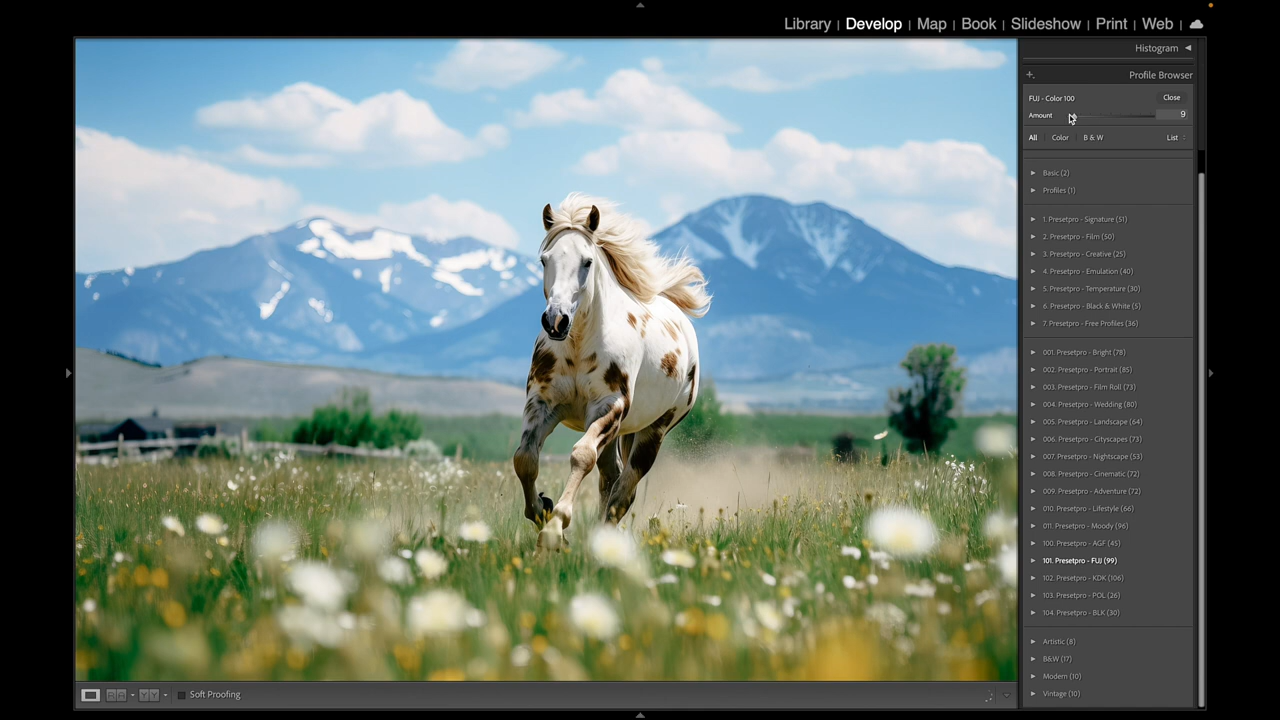 Library | Develop | Map | Book | Slideshow | Print | Web
Histogram
Profile Browser
FUJ - Color 100
Close
Amount
9
All
Color
B & W
List
Basic (2)
Profiles (1)
1. Presetpro - Signature (51)
2. Presetpro - Film (50)
3. Presetpro - Creative (25)
4. Presetpro - Emulation (40)
5. Presetpro - Temperature (30)
6. Presetpro - Black & White (5)
7. Presetpro - Free Profiles (36)
001. Presetpro - Bright (78)
002. Presetpro - Portrait (85)
003. Presetpro - Film Roll (73)
004. Presetpro - Wedding (80)
005. Presetpro - Landscape (64)
006. Presetpro - Cityscapes (73)
007. Presetpro - Nightscape (53)
008. Presetpro - Cinematic (72)
009. Presetpro - Adventure (72)
010. Presetpro - Lifestyle (66)
011. Presetpro - Moody (96)
100. Presetpro - AGF (45)
101. Presetpro - FUJ (99)
102. Presetpro - KDK (106)
103. Presetpro - POL (26)
104. Presetpro - BLK (30)
Artistic (8)
B&W (17)
Modern (10)
Vintage (10)
Soft Proofing